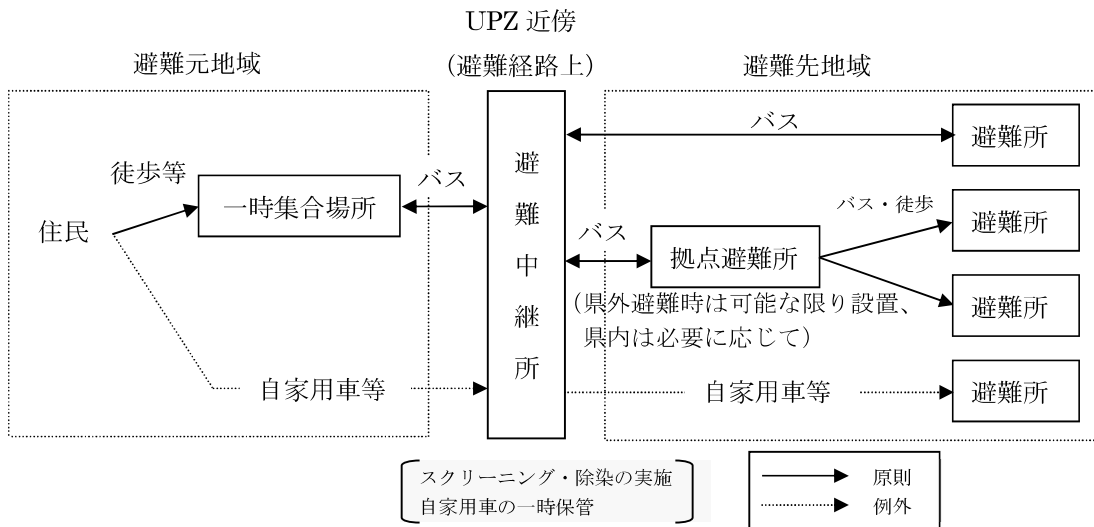 UPZ 近傍
(避難経路上)
避難元地域
避難先地域
住民
徒歩等
一時集合場所
バス
自家用車等
避難中継所
バス
避難所
バス
拠点避難所
バス・徒歩
避難所
避難所
(県外避難時は可能な限り設置、
県内は必要に応じて)
自家用車等
避難所
スクリーニング・除染の実施
自家用車の一時保管
原則
例外